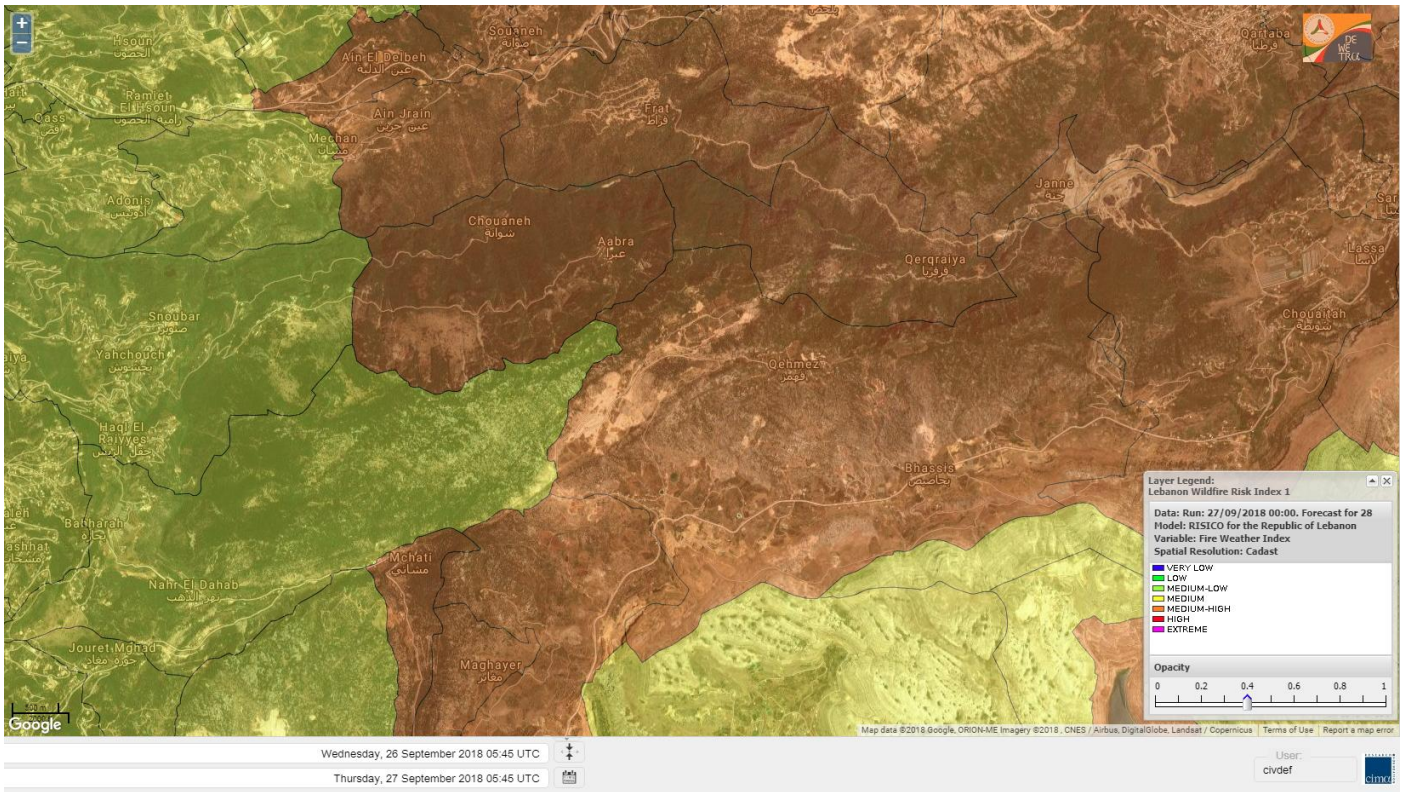 +
−
Hsoun
الحصون
Souaneh
صوانة
Qartaba
قرطبا
DE
WE
TRA
Ain El Delbeh
عين الدلبة
Ramlet
El Hsoun
رامية الحصون
Cass
Ain Jrain
عين جرين
Frat
فراط
Mechan
مشان
Janne
جنة
Adonis
أدونيس
Chouaneh
شوانة
Aabra
عبرا
Qerqraiya
قرقريا
Lassa
لاسا
Snoubar
صنوبر
Chouaitah
شويطة
Yahchouch
يحشوش
Qehmez
قهمز
Haql El
Raiyyes
حقل الريس
Bhassis
بحاصيص
Balharah
Mchati
مشاتي
Nahr El Dahab
نهر الذهب
Jouret Mghad
Maghayer
مغاير
Layer Legend:
Lebanon Wildfire Risk Index 1
Data: Run: 27/09/2018 00:00. Forecast for 28
Model: RISICO for the Republic of Lebanon
Variable: Fire Weather Index
Spatial Resolution: Cadast
VERY LOW
LOW
MEDIUM-LOW
MEDIUM
MEDIUM-HIGH
HIGH
EXTREME
Opacity
0 0.2 0.4 0.6 0.8 1
500 m
Google
Map data ©2018 Google, ORION-ME Imagery ©2018 , CNES / Airbus, DigitalGlobe, Landsat / Copernicus Terms of Use Report a map error
Wednesday, 26 September 2018 05:45 UTC
Thursday, 27 September 2018 05:45 UTC
User:
civdef
cima